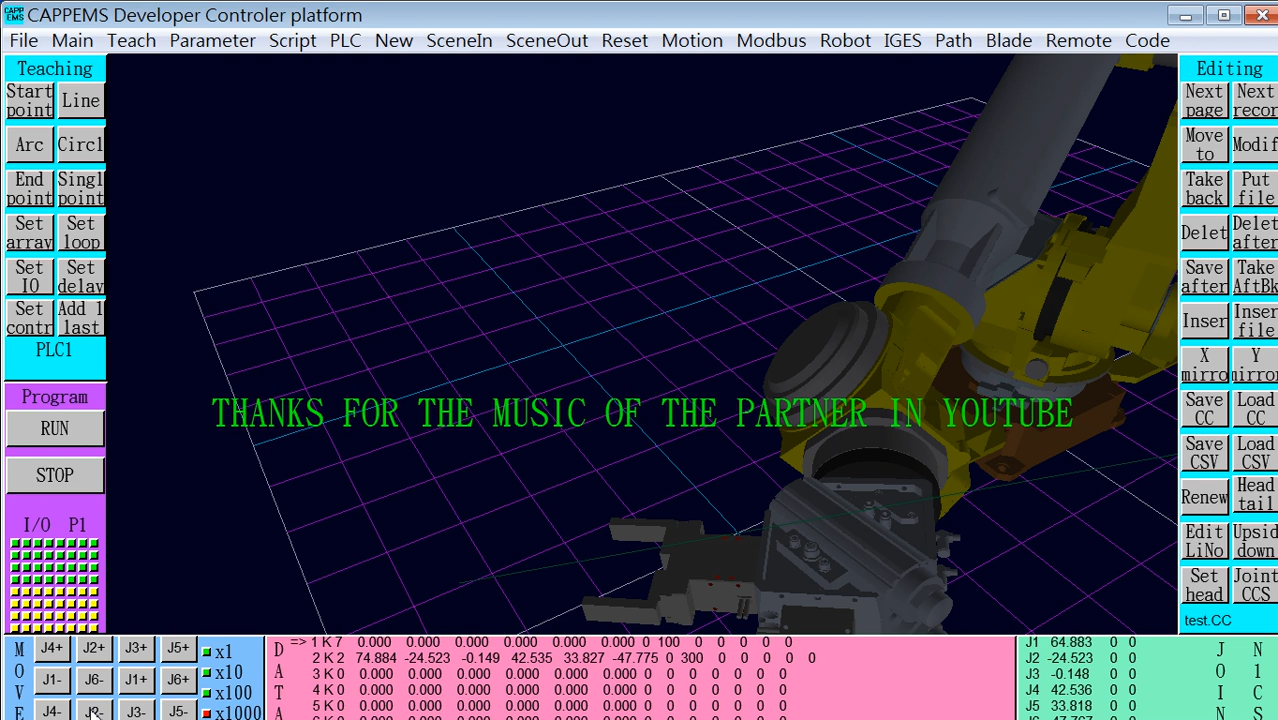 CAPP EMS CAPPEMS Developer Controler platform
File Main Teach Parameter Script PLC New SceneIn SceneOut Reset Motion Modbus Robot IGES Path Blade Remote Code
Teaching
Start point Line
Arc Circl
End point Singl point
Set array Set loop
Set IO Set delay
Set contr Add 1 last
PLC1
Program
RUN
STOP
I/O P1
THANKS FOR THE MUSIC OF THE PARTNER IN YOUTUBE
Editing
Next page Next recor
Move to Modif
Take back Put file
Delet Delet after
Save after Take AftBk
Inser Inser file
X mirro Y mirro
Save CC Load CC
Save CSV Load CSV
Renew Head tail
Edit LiNo Upsid down
Set head Joint CCS
test.CC
MOVE
J4+ J2+ J3+ J5+
J1- J6- J1+ J6+
J4- J2- J3- J5-
x1
x10
x100
x1000
DATA
=> 1 K 7 0.000 0.000 0.000 0.000 0.000 0.000 0 100 0 0 0 0
2 K 2 74.884 -24.523 -0.149 42.535 33.827 -47.775 0 300 0 0 0 0
3 K 0.000 0.000 0.000 0.000 0.000 0.000 0 0 0 0 0 0
4 K 0.000 0.000 0.000 0.000 0.000 0.000 0 0 0 0 0 0
5 K 0.000 0.000 0.000 0.000 0.000 0.000 0 0 0 0 0 0
J1 64.883 0 0
J2 -24.523 0 0
J3 -0.148 0 0
J4 42.536 0 0
J5 33.818 0 0
J6 -47.767 0 0
JOIN
N1CS